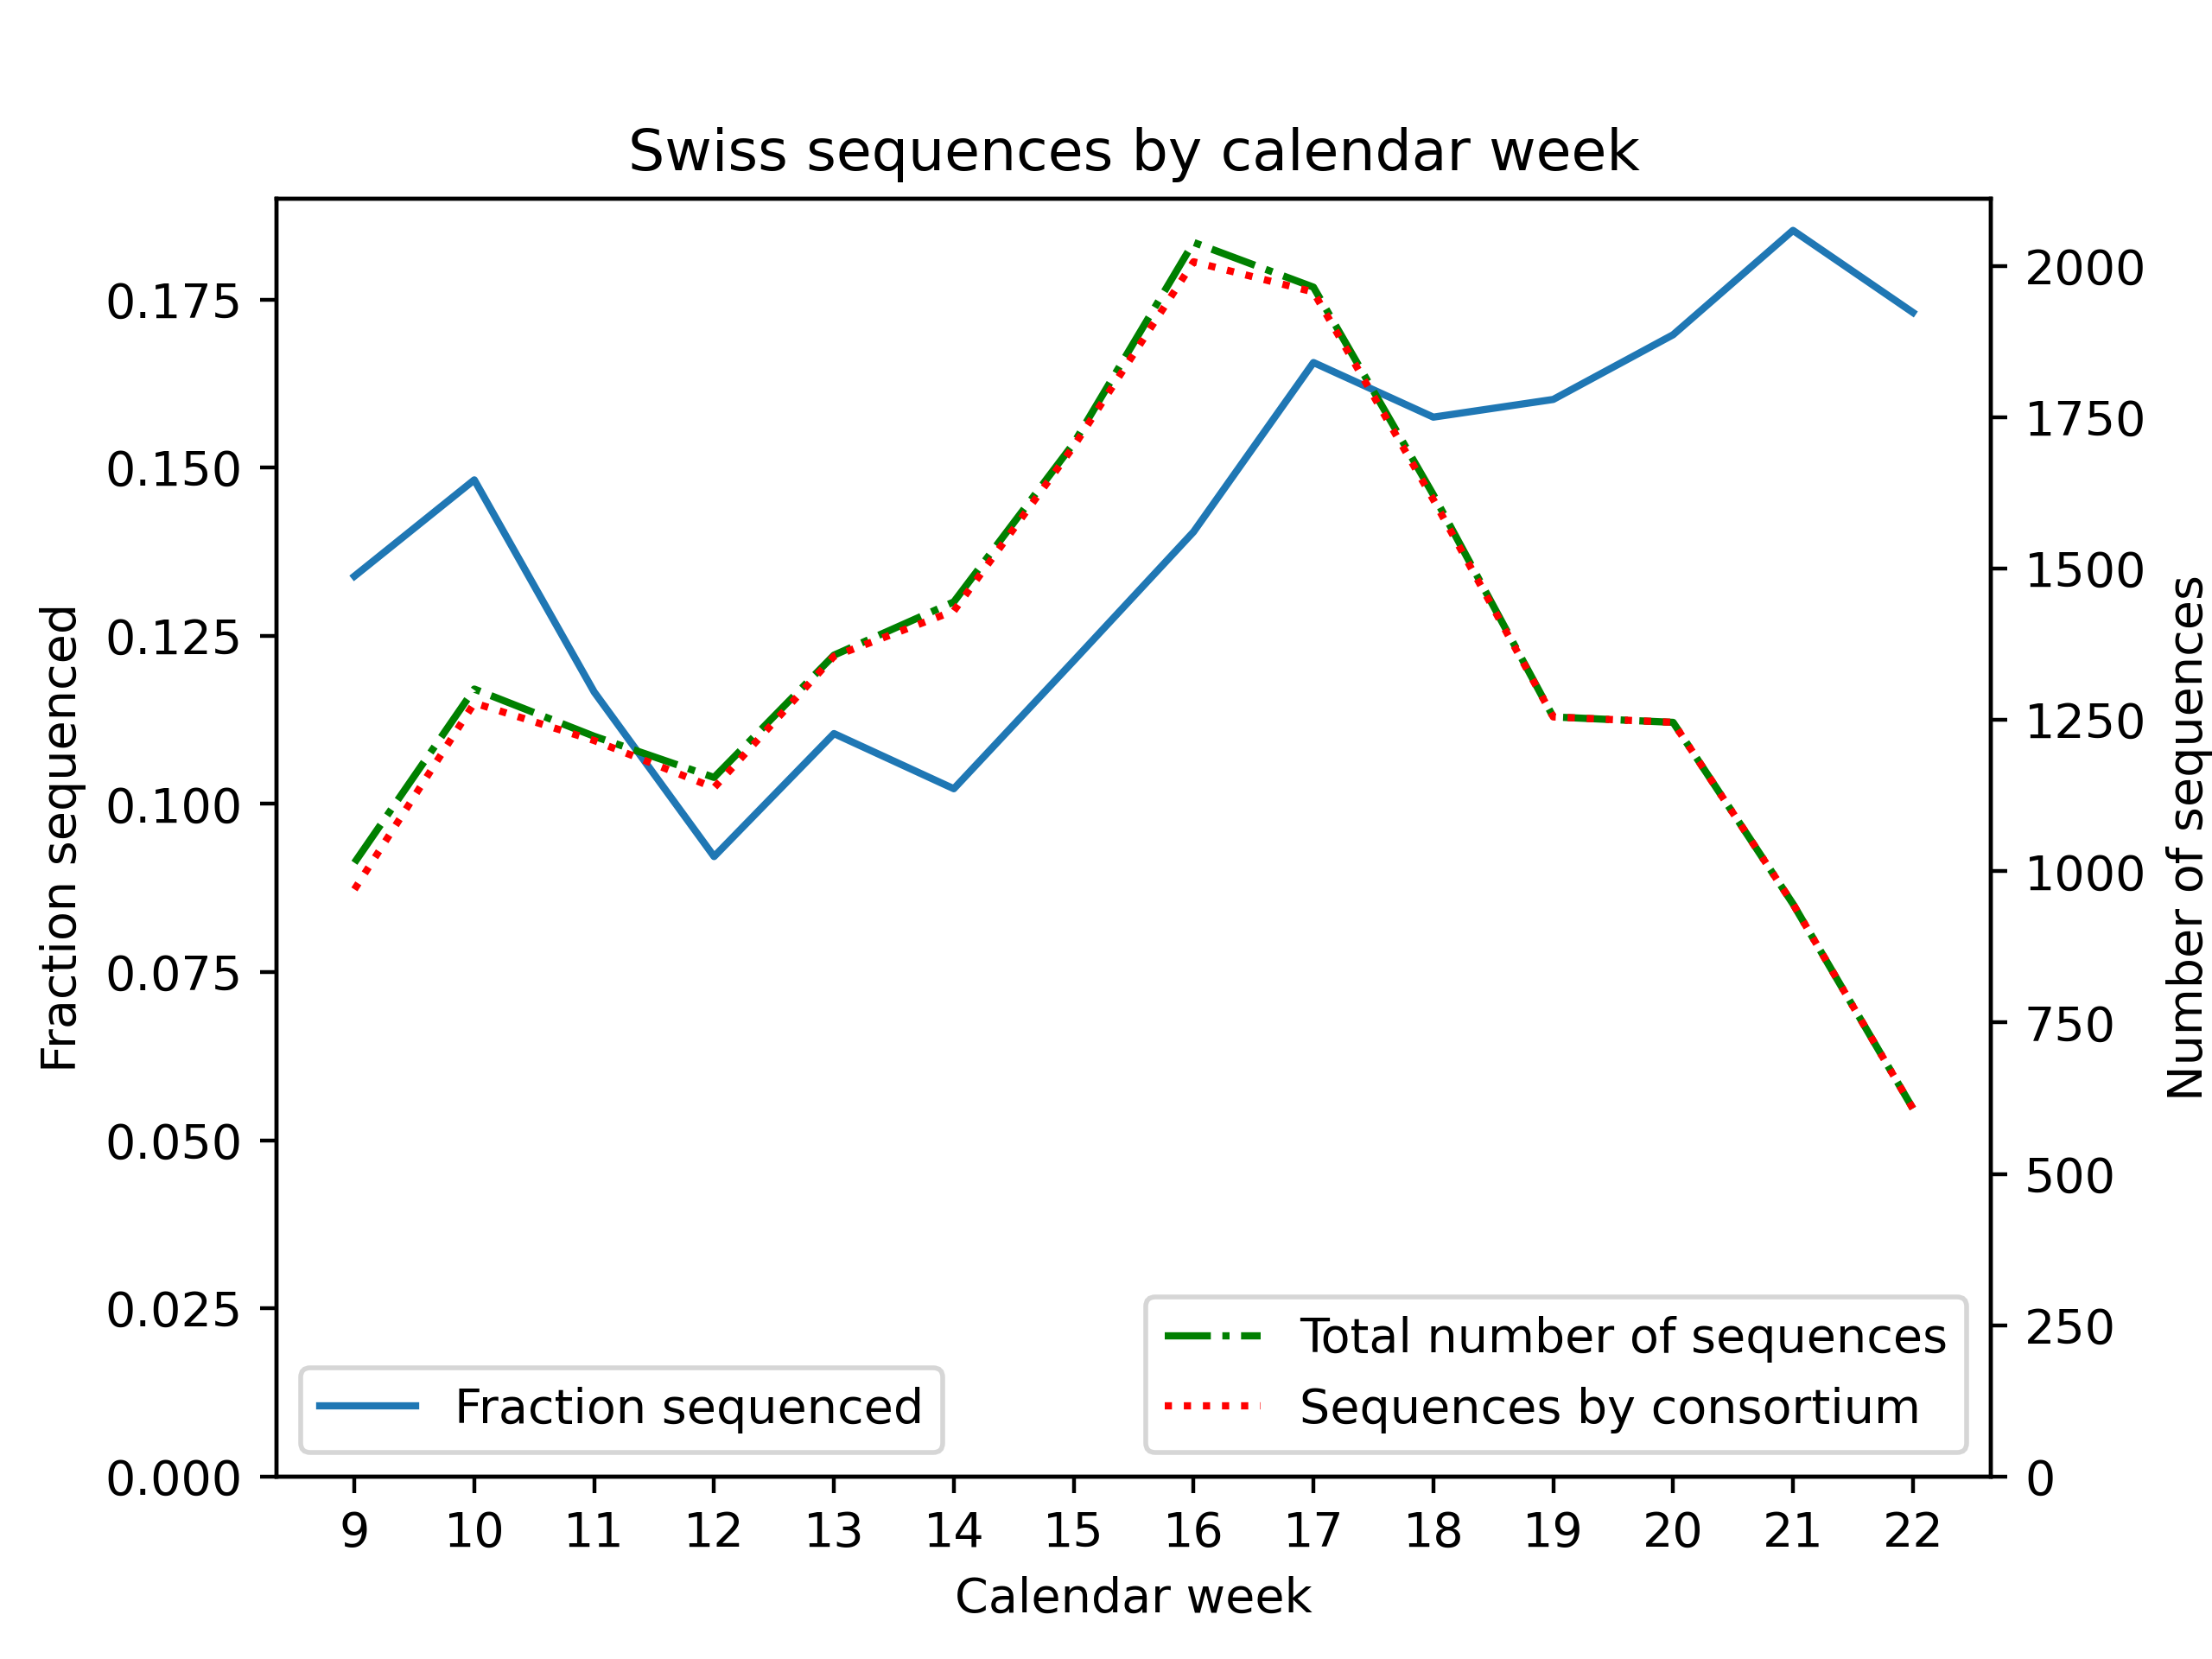 Swiss sequences by calendar week
Fraction sequenced
0.175
0.150
0.125
0.100
0.075
0.050
0.025
0.000
2000
1750
1500
1250
1000
750
500
250
0
Number of sequences
Fraction sequenced
Total number of sequences
Sequences by consortium
9 10 11 12 13 14 15 16 17 18 19 20 21 22
Calendar week